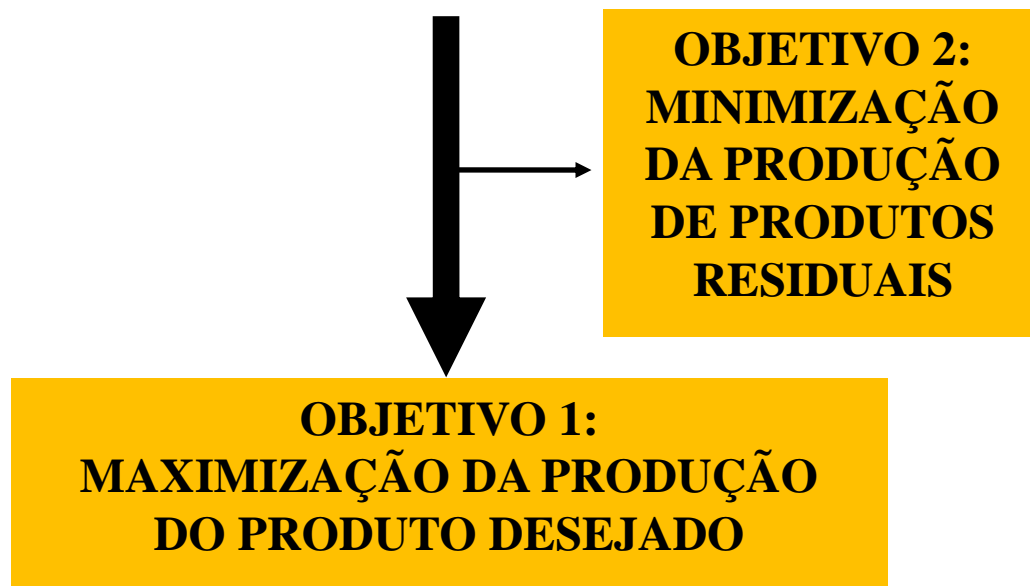 OBJETIVO 2:
MINIMIZAÇÃO
DA PRODUÇÃO
DE PRODUTOS
RESIDUAIS
OBJETIVO 1:
MAXIMIZAÇÃO DA PRODUÇÃO
DO PRODUTO DESEJADO